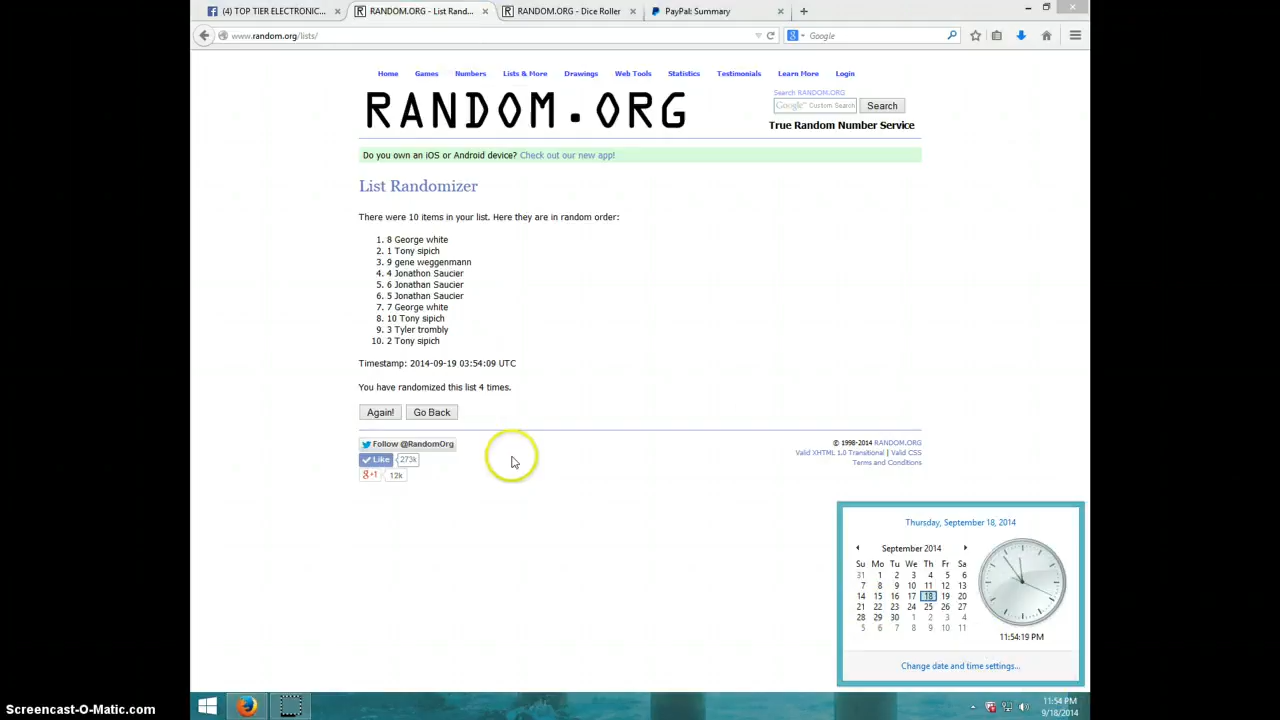 (4) TOP TIER ELECTRONIC...
RANDOM.ORG - List Rand...
RANDOM.ORG - Dice Roller
PayPal: Summary
www.random.org/lists/
Google
Home Games Numbers Lists & More Drawings Web Tools Statistics Testimonials Learn More Login
RANDOM.ORG
Search RANDOM.ORG
Google™ Custom Search
Search
True Random Number Service
Do you own an iOS or Android device? Check out our new app!
List Randomizer
There were 10 items in your list. Here they are in random order:
1. 8 George white
2. 1 Tony sipich
3. 9 gene weggenmann
4. 4 Jonathon Saucier
5. 6 Jonathan Saucier
6. 5 Jonathan Saucier
7. 7 George white
8. 10 Tony sipich
9. 3 Tyler trombly
10. 2 Tony sipich
Timestamp: 2014-09-19 03:54:09 UTC
You have randomized this list 4 times.
Again! Go Back
Follow @RandomOrg
Like 273k
g+1 12k
© 1998-2014 RANDOM.ORG
Valid XHTML 1.0 Transitional | Valid CSS
Terms and Conditions
Thursday, September 18, 2014
September 2014
Su Mo Tu We Th Fr Sa
31 1 2 3 4 5 6
7 8 9 10 11 12 13
14 15 16 17 18 19 20
21 22 23 24 25 26 27
28 29 30 1 2 3 4
5 6 7 8 9 10 11
11:54:19 PM
Change date and time settings...
11:54 PM
9/18/2014
Screencast-O-Matic.com